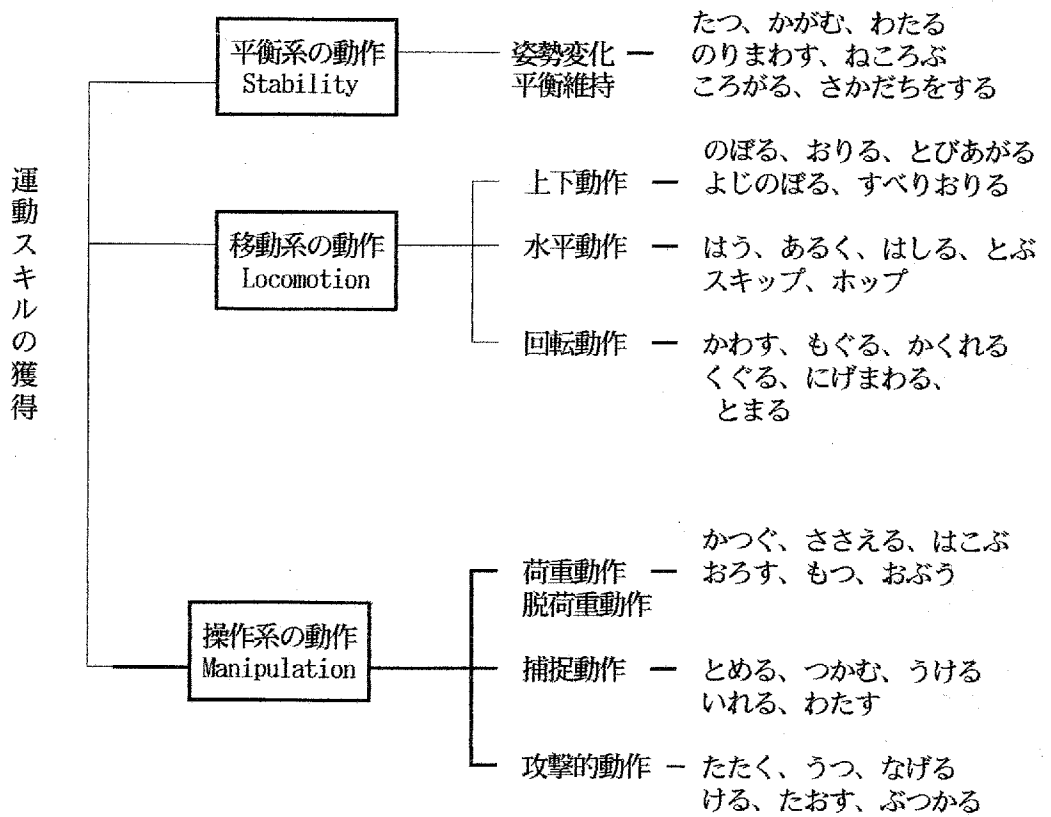 運動スキルの獲得
平衡系の動作
Stability
姿勢変化 ー
平衡維持
たつ、かがむ、わたる
のりまわす、ねころぶ
ころがる、さかだちをする
移動系の動作
Locomotion
上下動作 ー
のぼる、おりる、とびあがる
よじのぼる、すべりおりる
水平動作 ー
はう、あるく、はしる、とぶ
スキップ、ホップ
回転動作 ー
かわす、もぐる、かくれる
くぐる、にげまわる、
とまる
操作系の動作
Manipulation
荷重動作 ー
脱荷重動作
かつぐ、ささえる、はこぶ
おろす、もつ、おぶう
捕捉動作 ー
とめる、つかむ、うける
いれる、わたす
攻撃的動作 ー
たたく、うつ、なげる
ける、たおす、ぶつかる